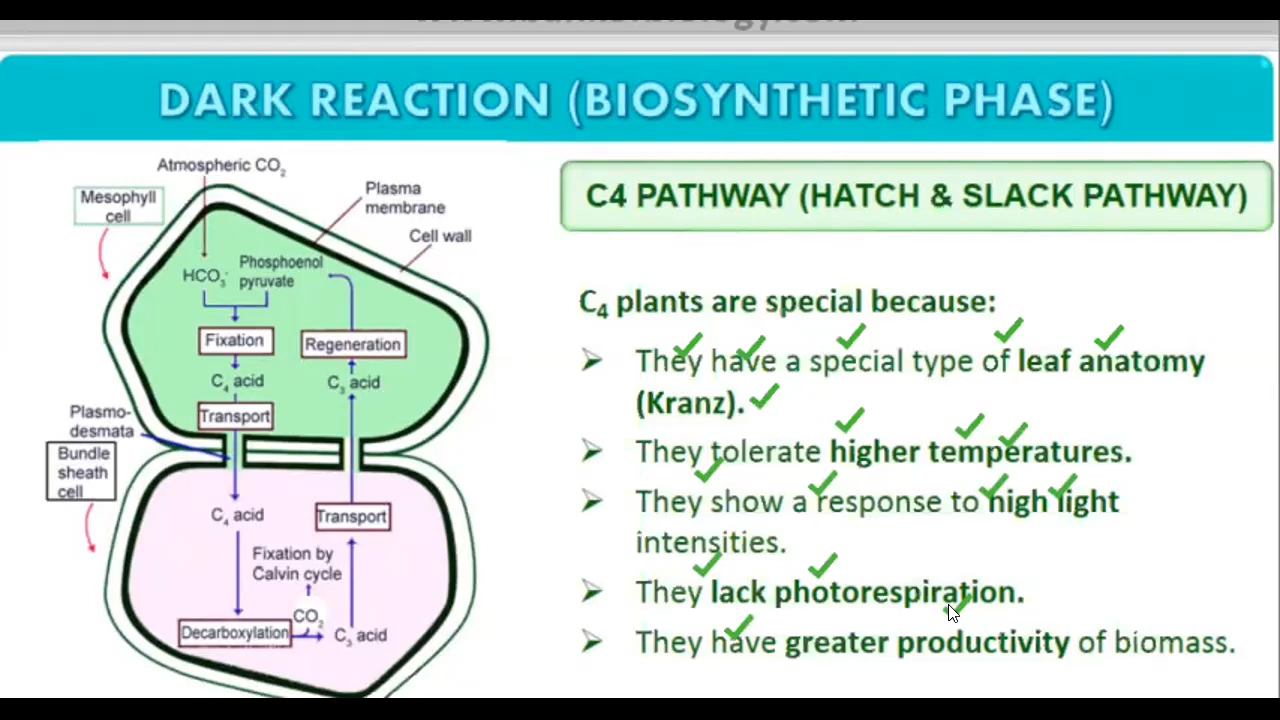 DARK REACTION (BIOSYNTHETIC PHASE)
Atmospheric CO2
Mesophyll
cell
Plasma
membrane
Cell wall
HCO3-
Phosphoenol
pyruvate
Fixation
Regeneration
C4 acid
C3 acid
Transport
Plasmo-
desmata
Bundle
sheath
cell
C4 acid
Transport
Fixation by
Calvin cycle
CO2
Decarboxylation
C3 acid
C4 PATHWAY (HATCH & SLACK PATHWAY)
C4 plants are special because:
They have a special type of leaf anatomy
(Kranz).
They tolerate higher temperatures.
They show a response to high light
intensities.
They lack photorespiration.
They have greater productivity of biomass.